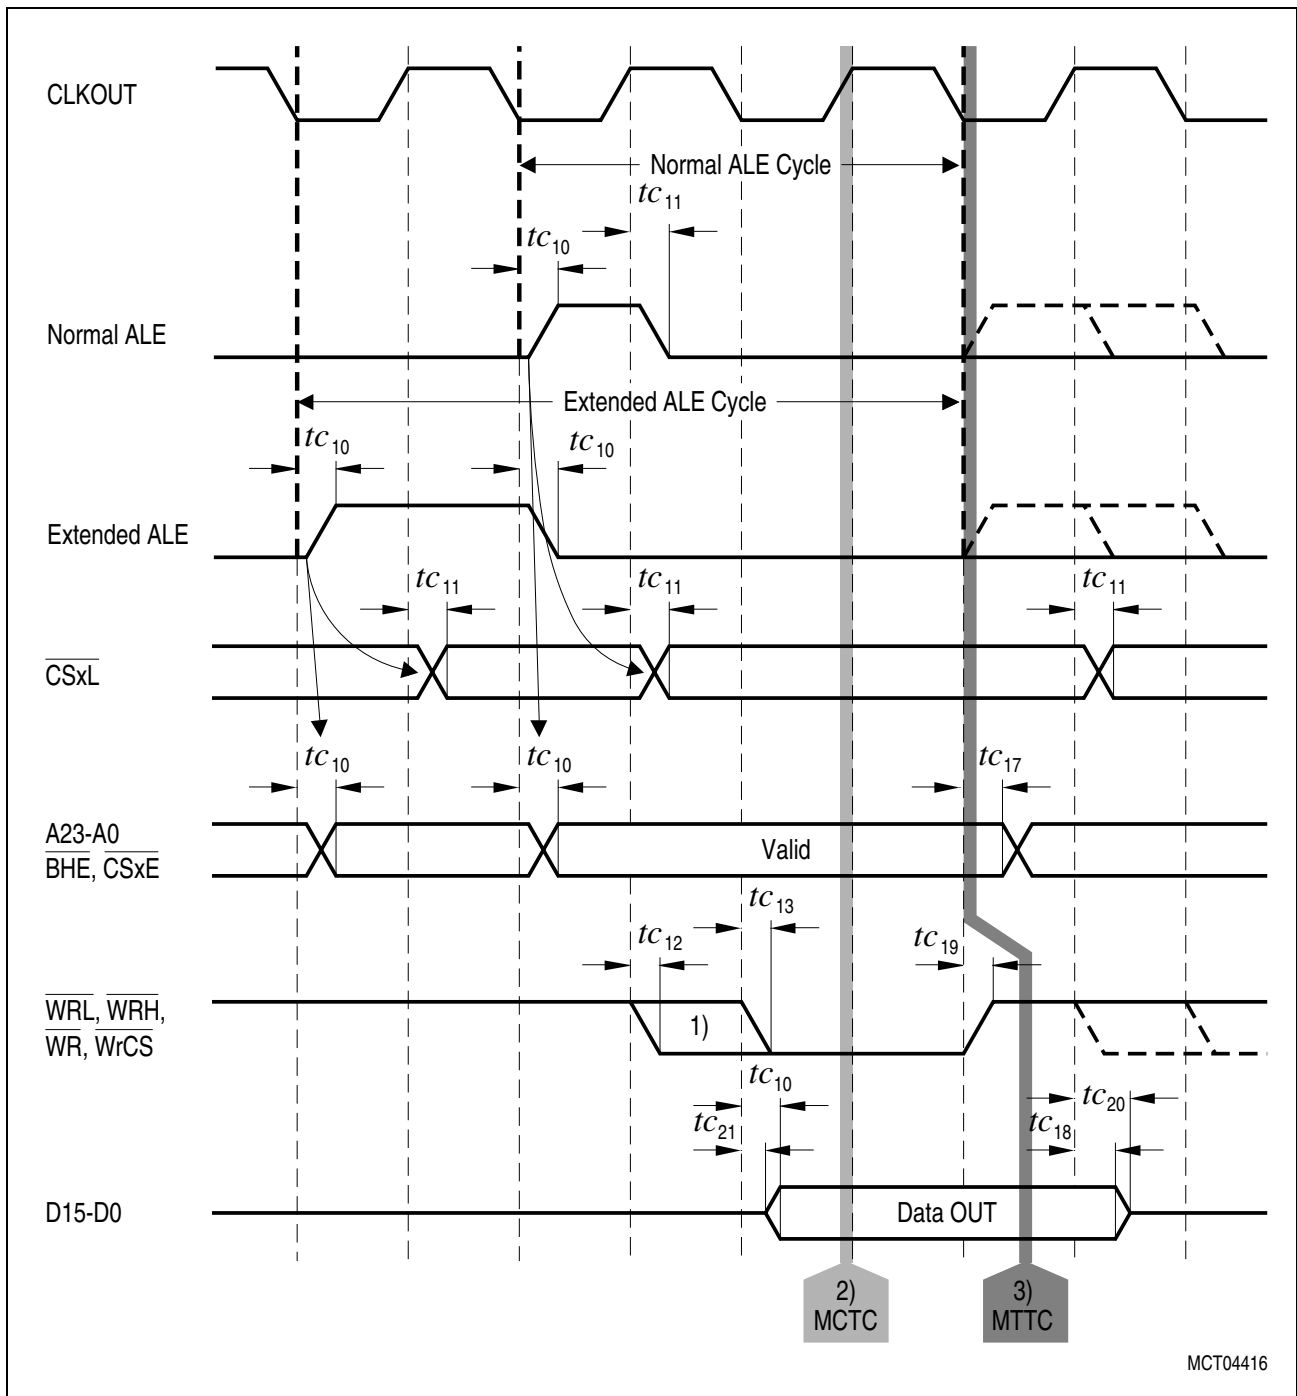 CLKOUT
Normal ALE Cycle
tc11
tc10
Normal ALE
Extended ALE Cycle
tc10 tc10
Extended ALE
tc11 tc11 tc11
CSxL
tc10 tc10 tc17
A23-A0
BHE, CSxE
Valid
tc13
tc12 tc19
WRL, WRH,
WR, WrCS
1)
tc10 tc20
tc21 tc18
D15-D0 Data OUT
2)
MCTC
3)
MTTC
MCT04416